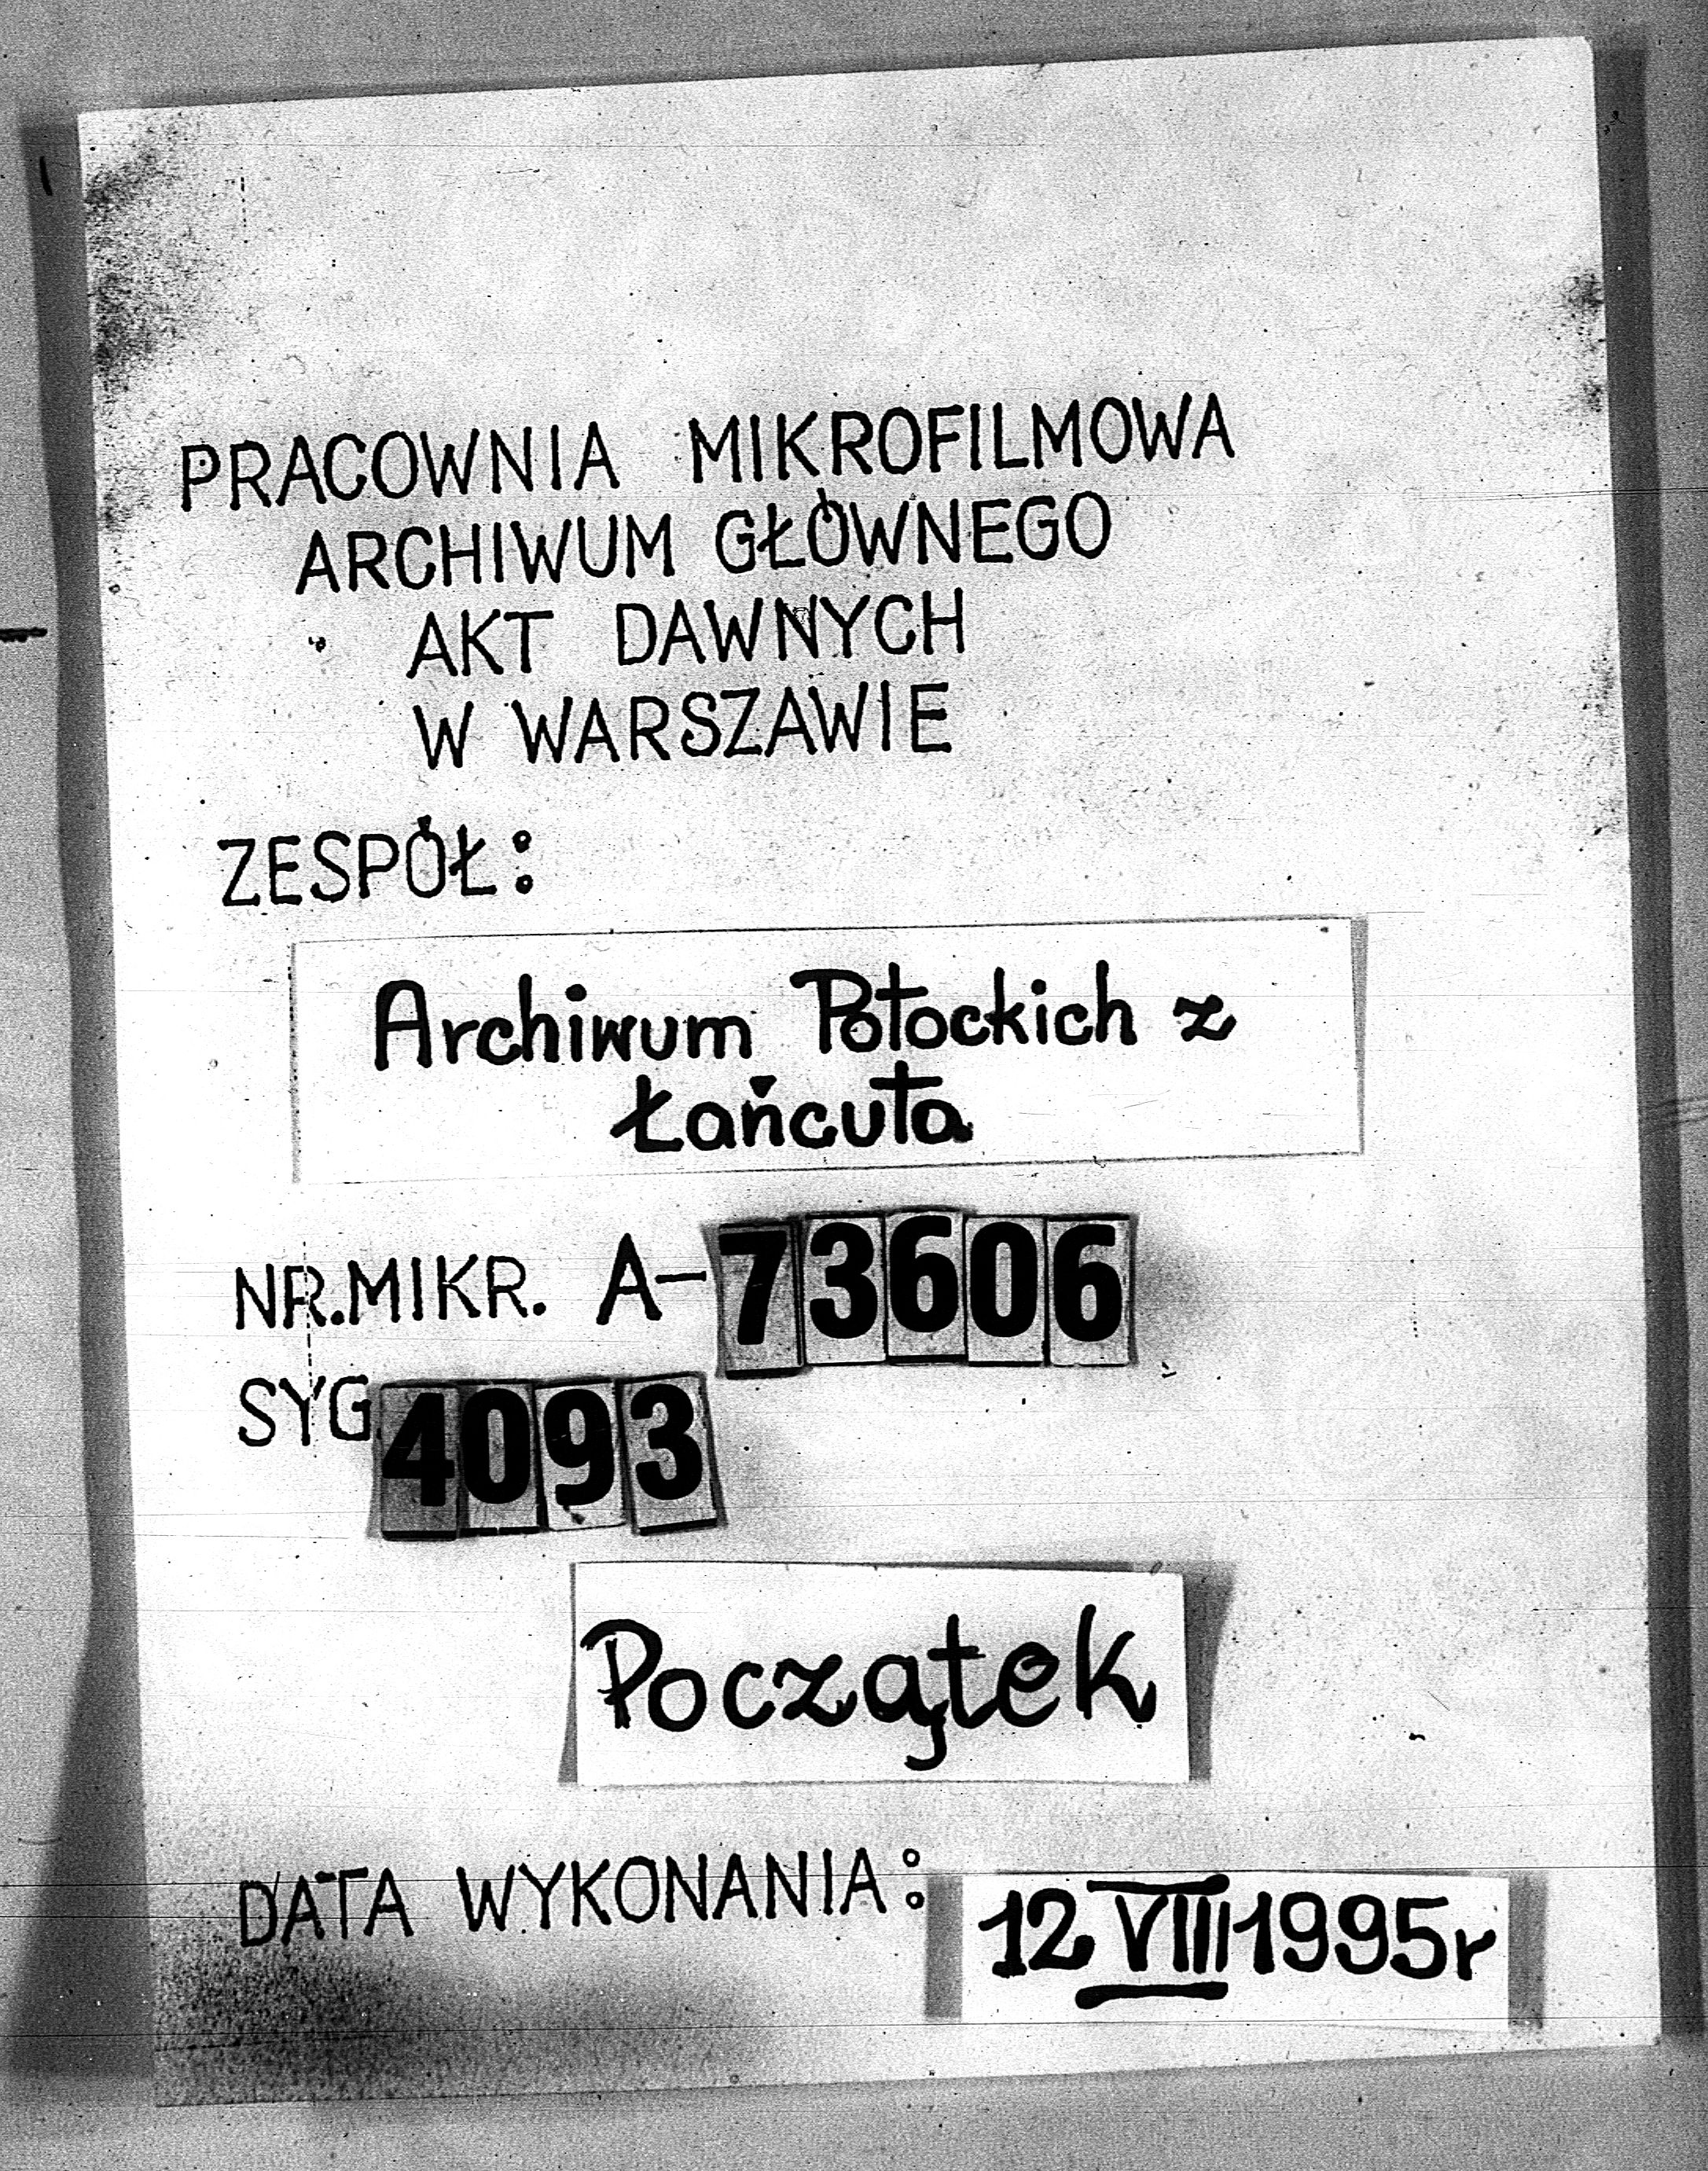 PRACOWNIA MIKROFILMOWA
ARCHIWUM GŁÓWNEGO
AKT DAWNYCH
W WARSZAWIE
ZESPÓŁ:
Archiwum Potockich z
Łańcuta
NR.MIKR. A-73606
SYG.4093
Początek
DATA WYKONANIA: 12 VIII 1995r